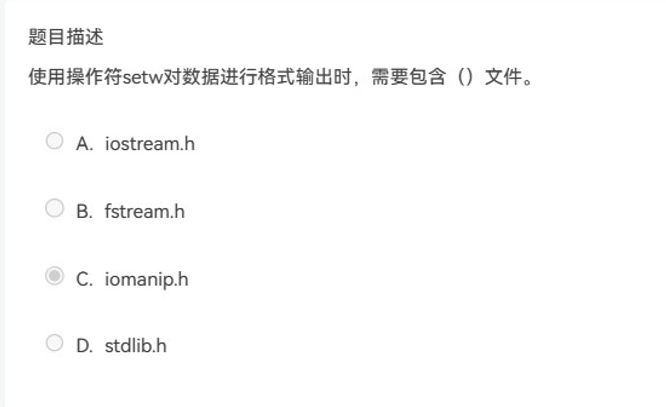 题目描述
使用操作符setw对数据进行格式输出时，需要包含（）文件。
A. iostream.h
B. fstream.h
C. iomanip.h
D. stdlib.h